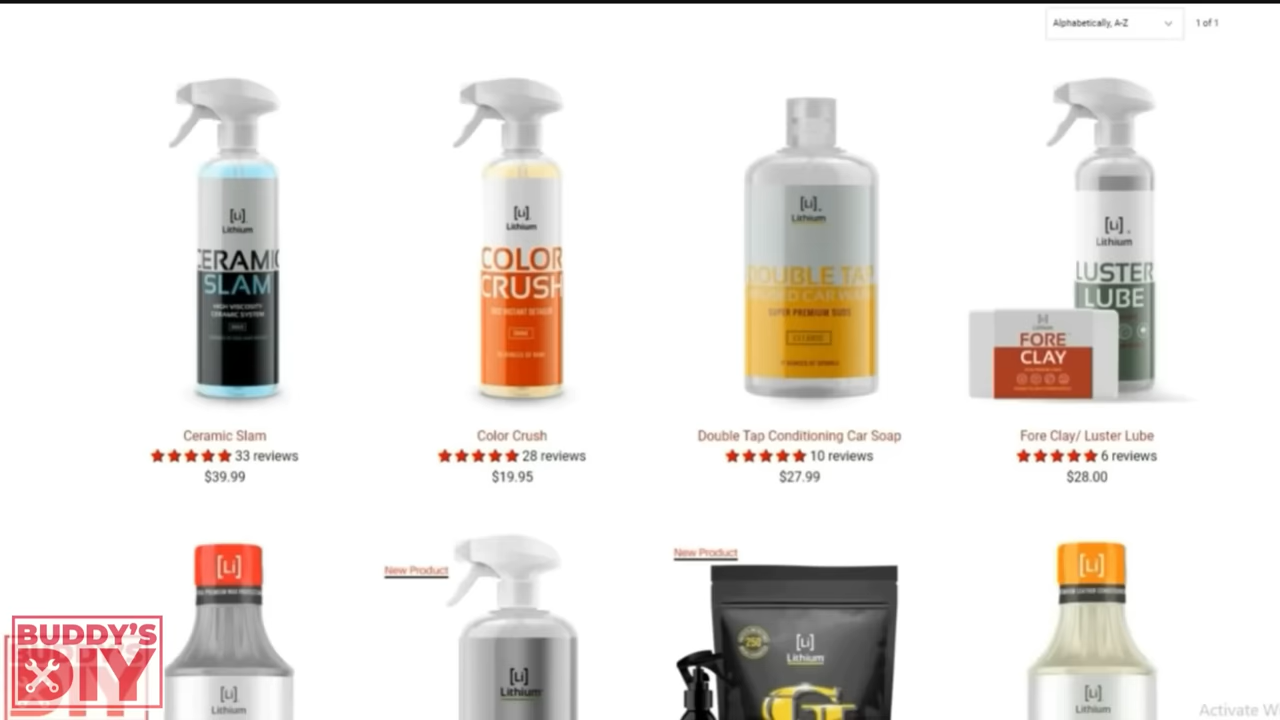 Alphabetically, A-Z
1 of 1
[Li]
Lithium
CERAMIC
SLAM
HIGH VISCOSITY
CERAMIC SYSTEM
[Li]
Lithium
COLOR
CRUSH
[Li]
Lithium
DOUBLE TAP
SUPER PREMIUM SUDS
[Li]
Lithium
LUSTER
LUBE
FORE
CLAY
Ceramic Slam
33 reviews
$39.99
Color Crush
28 reviews
$19.95
Double Tap Conditioning Car Soap
10 reviews
$27.99
Fore Clay/ Luster Lube
6 reviews
$28.00
[Li]
[Li]
Lithium
New Product
[Li]
Lithium
New Product
250
[Li]
Lithium
[Li]
[Li]
Lithium
BUDDY'S
DIY
Activate W